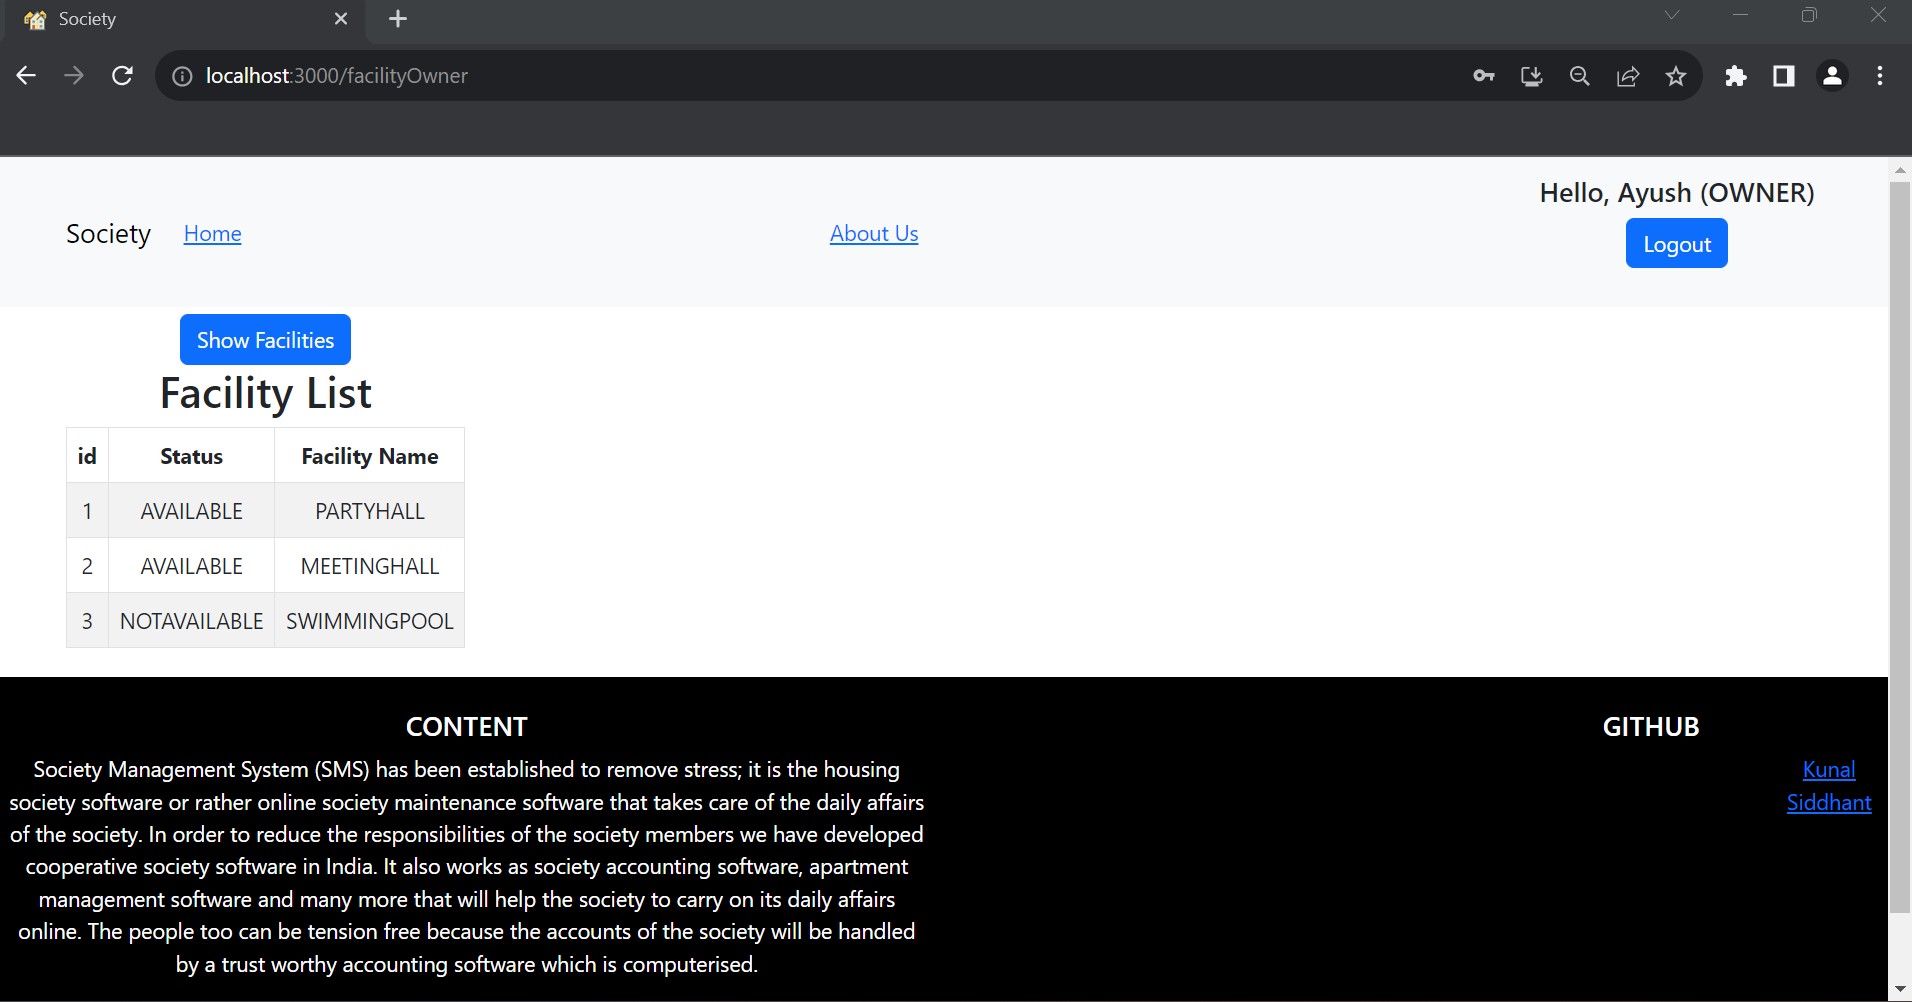 Society
localhost:3000/facilityOwner
Hello, Ayush (OWNER)
Society Home About Us Logout
Show Facilities
Facility List
id Status Facility Name
1 AVAILABLE PARTYHALL
2 AVAILABLE MEETINGHALL
3 NOTAVAILABLE SWIMMINGPOOL
CONTENT
Society Management System (SMS) has been established to remove stress; it is the housing
society software or rather online society maintenance software that takes care of the daily affairs
of the society. In order to reduce the responsibilities of the society members we have developed
cooperative society software in India. It also works as society accounting software, apartment
management software and many more that will help the society to carry on its daily affairs
online. The people too can be tension free because the accounts of the society will be handled
by a trust worthy accounting software which is computerised.
GITHUB
Kunal
Siddhant